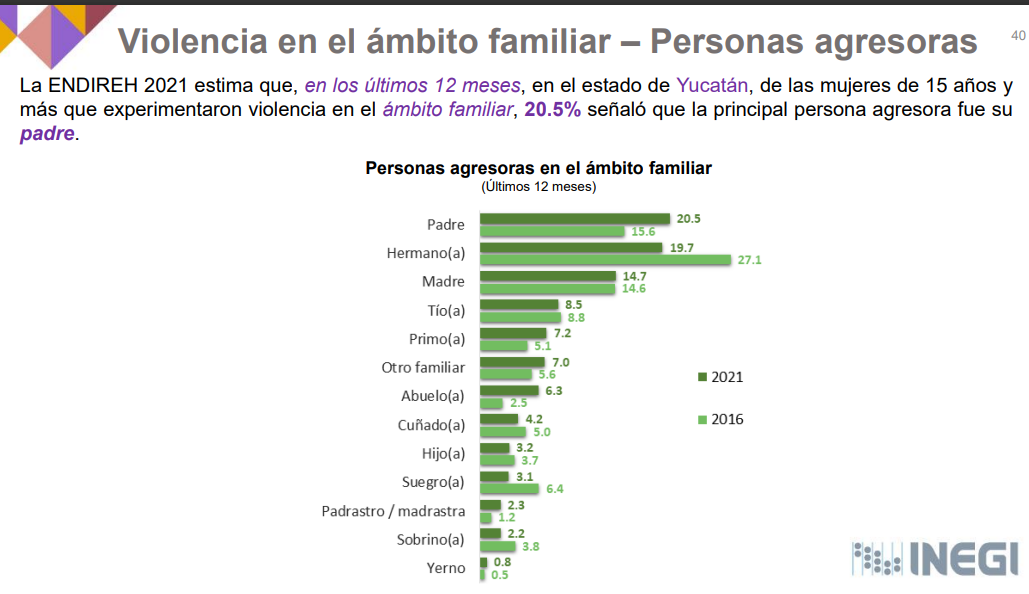 Violencia en el ámbito familiar – Personas agresoras
40
La ENDIREH 2021 estima que, en los últimos 12 meses, en el estado de Yucatán, de las mujeres de 15 años y
más que experimentaron violencia en el ámbito familiar, 20.5% señaló que la principal persona agresora fue su
padre.
Personas agresoras en el ámbito familiar
(Últimos 12 meses)
Padre 20.5
15.6
Hermano(a) 19.7
27.1
Madre 14.7
14.6
Tío(a) 8.5
8.8
Primo(a) 7.2
5.1
Otro familiar 7.0
5.6
Abuelo(a) 6.3
2.5
Cuñado(a) 4.2
5.0
Hijo(a) 3.2
3.7
Suegro(a) 3.1
6.4
Padrastro / madrastra 2.3
1.2
Sobrino(a) 2.2
3.8
Yerno 0.8
0.5
2021
2016
INEGI